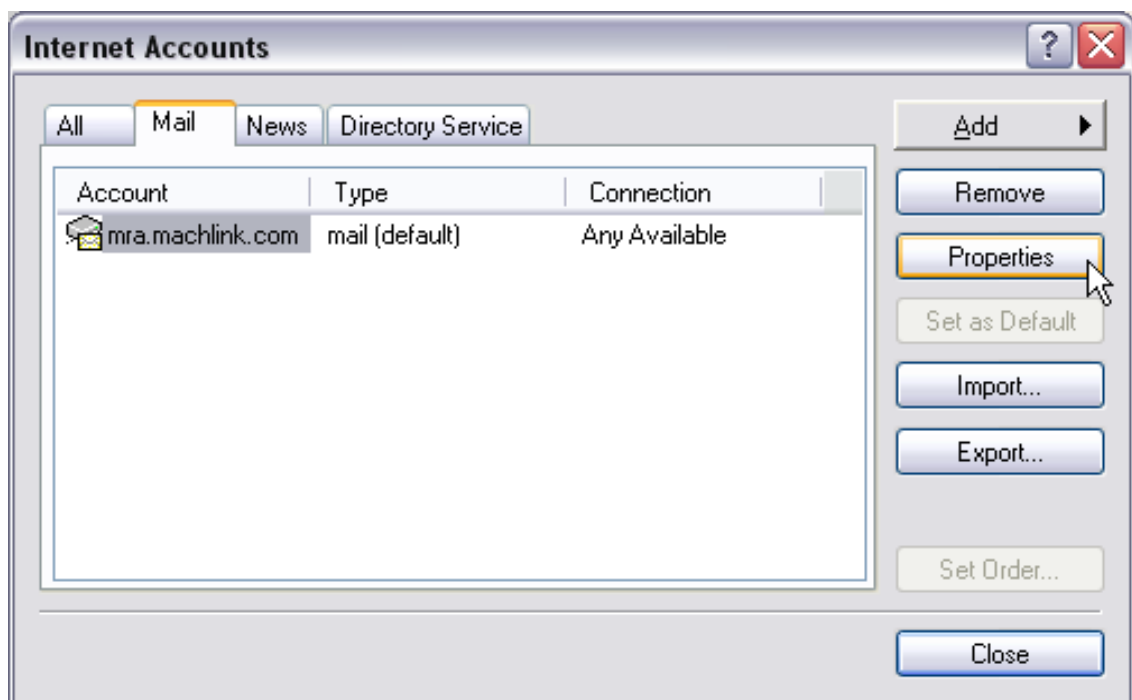 Internet Accounts
?
All Mail News Directory Service
Add
Account Type Connection
Remove
mra.machlink.com mail (default) Any Available
Properties
Set as Default
Import...
Export...
Set Order...
Close